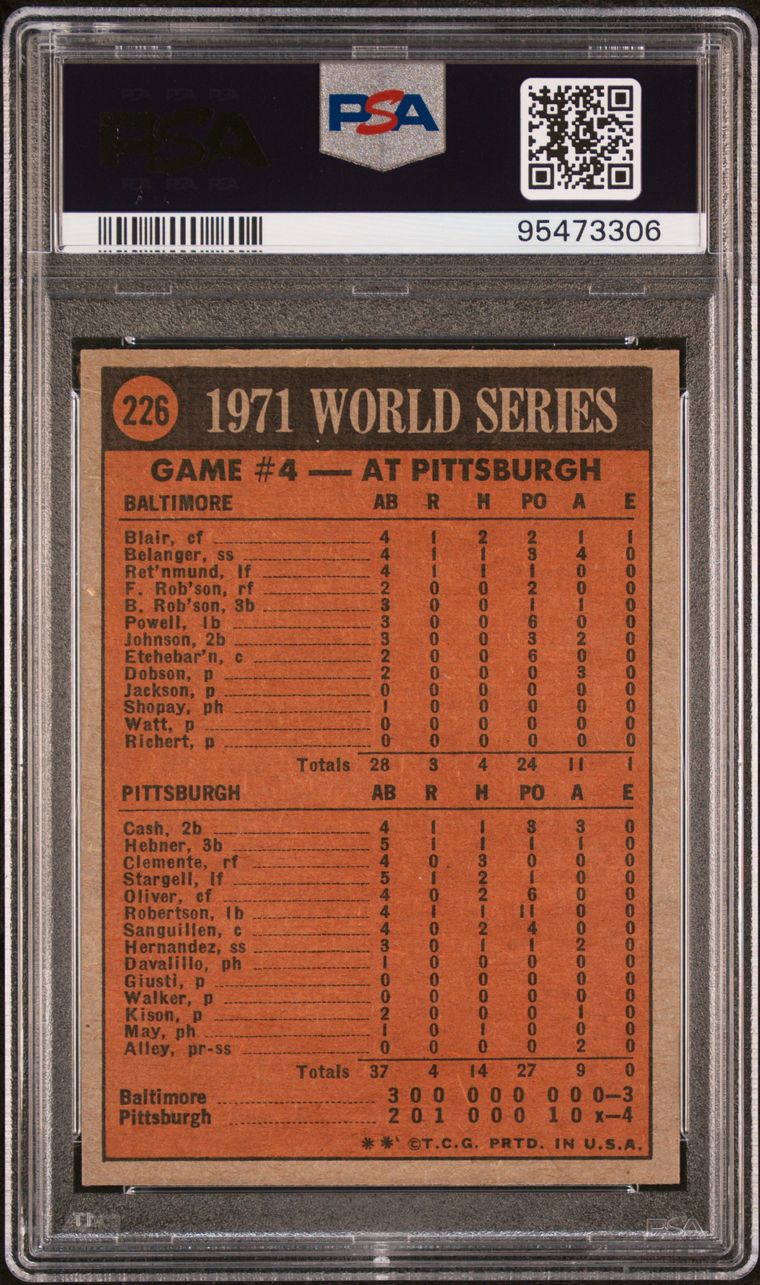 PSA PSA PSA
PSA
PSA PSA PSA
PSA
95473306
226 1971 WORLD SERIES
GAME #4 — AT PITTSBURGH
BALTIMORE AB R H PO A E
Blair, cf 4 1 2 2 1 1
Belanger, ss 4 1 1 3 4 0
Ret'nmund, lf 4 1 1 1 0 0
F. Rob'son, rf 2 0 0 2 0 0
B. Rob'son, 3b 3 0 0 1 1 0
Powell, 1b 3 0 0 6 0 0
Johnson, 2b 3 0 0 3 2 0
Etchebar'n, c 2 0 0 6 0 0
Dobson, p 2 0 0 0 3 0
Jackson, p 0 0 0 0 0 0
Shopay, ph 1 0 0 0 0 0
Watt, p 0 0 0 0 0 0
Richert, p 0 0 0 0 0 0
Totals 28 3 4 24 11 1
PITTSBURGH AB R H PO A E
Cash, 2b 4 1 1 3 3 0
Hebner, 3b 5 1 1 1 1 0
Clemente, rf 4 0 3 0 0 0
Stargell, lf 5 1 2 1 0 0
Oliver, cf 4 0 2 6 0 0
Robertson, 1b 4 1 1 11 0 0
Sanguillen, c 4 0 2 4 0 0
Hernandez, ss 3 0 1 1 2 0
Davalillo, ph 1 0 0 0 0 0
Giusti, p 0 0 0 0 0 0
Walker, p 0 0 0 0 0 0
Kison, p 2 0 0 0 1 0
May, ph 1 0 1 0 0 0
Alley, pr-ss 0 0 0 0 2 0
Totals 37 4 14 27 9 0
Baltimore 3 0 0 0 0 0 0 0 0—3
Pittsburgh 2 0 1 0 0 0 1 0 x—4
** ©T.C.G. PRTD. IN U.S.A.
PSA